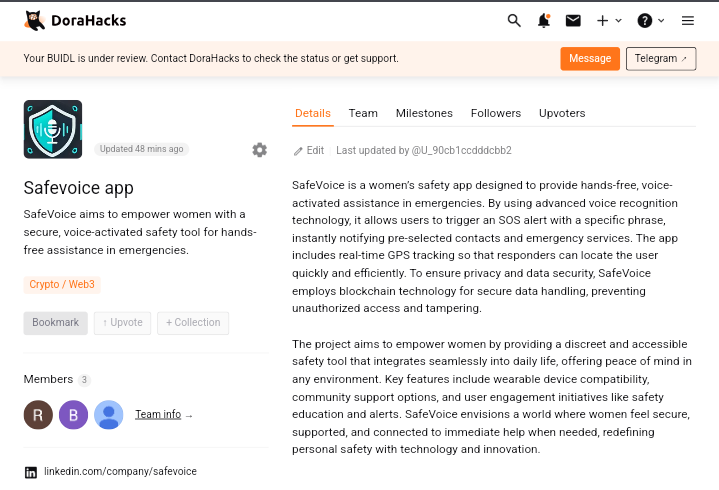 DoraHacks
Your BUIDL is under review. Contact DoraHacks to check the status or get support.
Message
Telegram ↗
Updated 48 mins ago
Safevoice app
SafeVoice aims to empower women with a
secure, voice-activated safety tool for hands-
free assistance in emergencies.
Crypto / Web3
Bookmark
↑ Upvote
+ Collection
Members 3
R
B
Team info →
linkedin.com/company/safevoice
Details
Team
Milestones
Followers
Upvoters
Edit
Last updated by @U_90cb1ccdddcbb2
SafeVoice is a women’s safety app designed to provide hands-free, voice-
activated assistance in emergencies. By using advanced voice recognition
technology, it allows users to trigger an SOS alert with a specific phrase,
instantly notifying pre-selected contacts and emergency services. The app
includes real-time GPS tracking so that responders can locate the user
quickly and efficiently. To ensure privacy and data security, SafeVoice
employs blockchain technology for secure data handling, preventing
unauthorized access and tampering.
The project aims to empower women by providing a discreet and accessible
safety tool that integrates seamlessly into daily life, offering peace of mind in
any environment. Key features include wearable device compatibility,
community support options, and user engagement initiatives like safety
education and alerts. SafeVoice envisions a world where women feel secure,
supported, and connected to immediate help when needed, redefining
personal safety with technology and innovation.